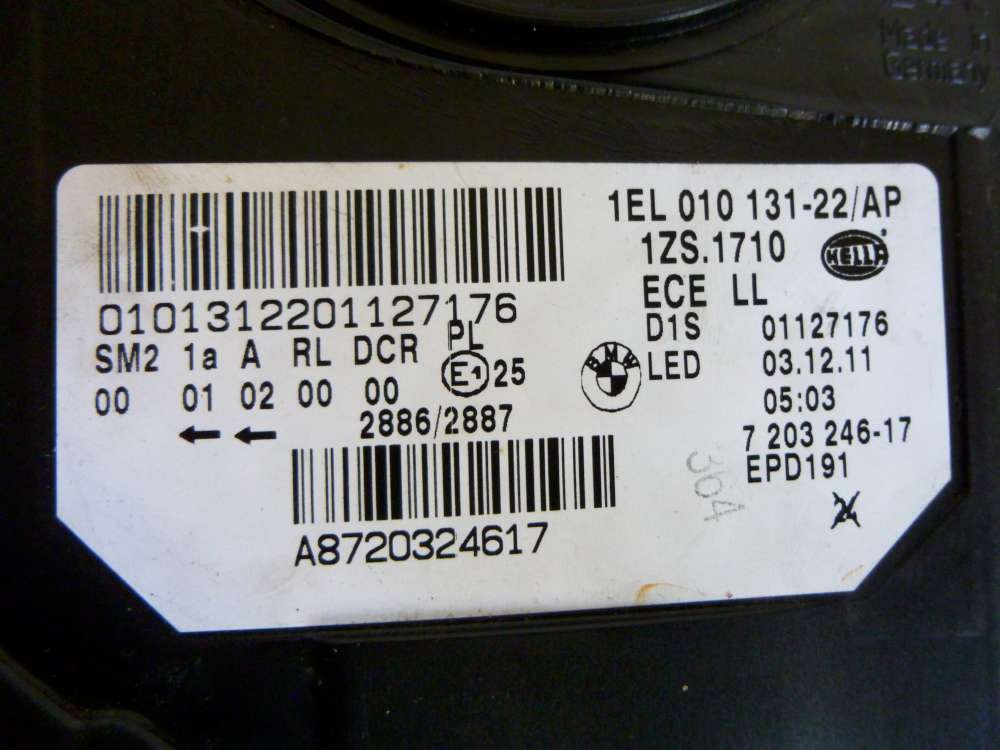 Made in
Germany
1EL 010 131-22/AP
1ZS.1710
HELLA
ECE LL
0101312201127176
D1S 01127176
SM2 1a A RL DCR PL
E1 25
BMW
LED 03.12.11
00 01 02 00 00
05:03
2886/2887
7 203 246-17
EPD191
304
A8720324617